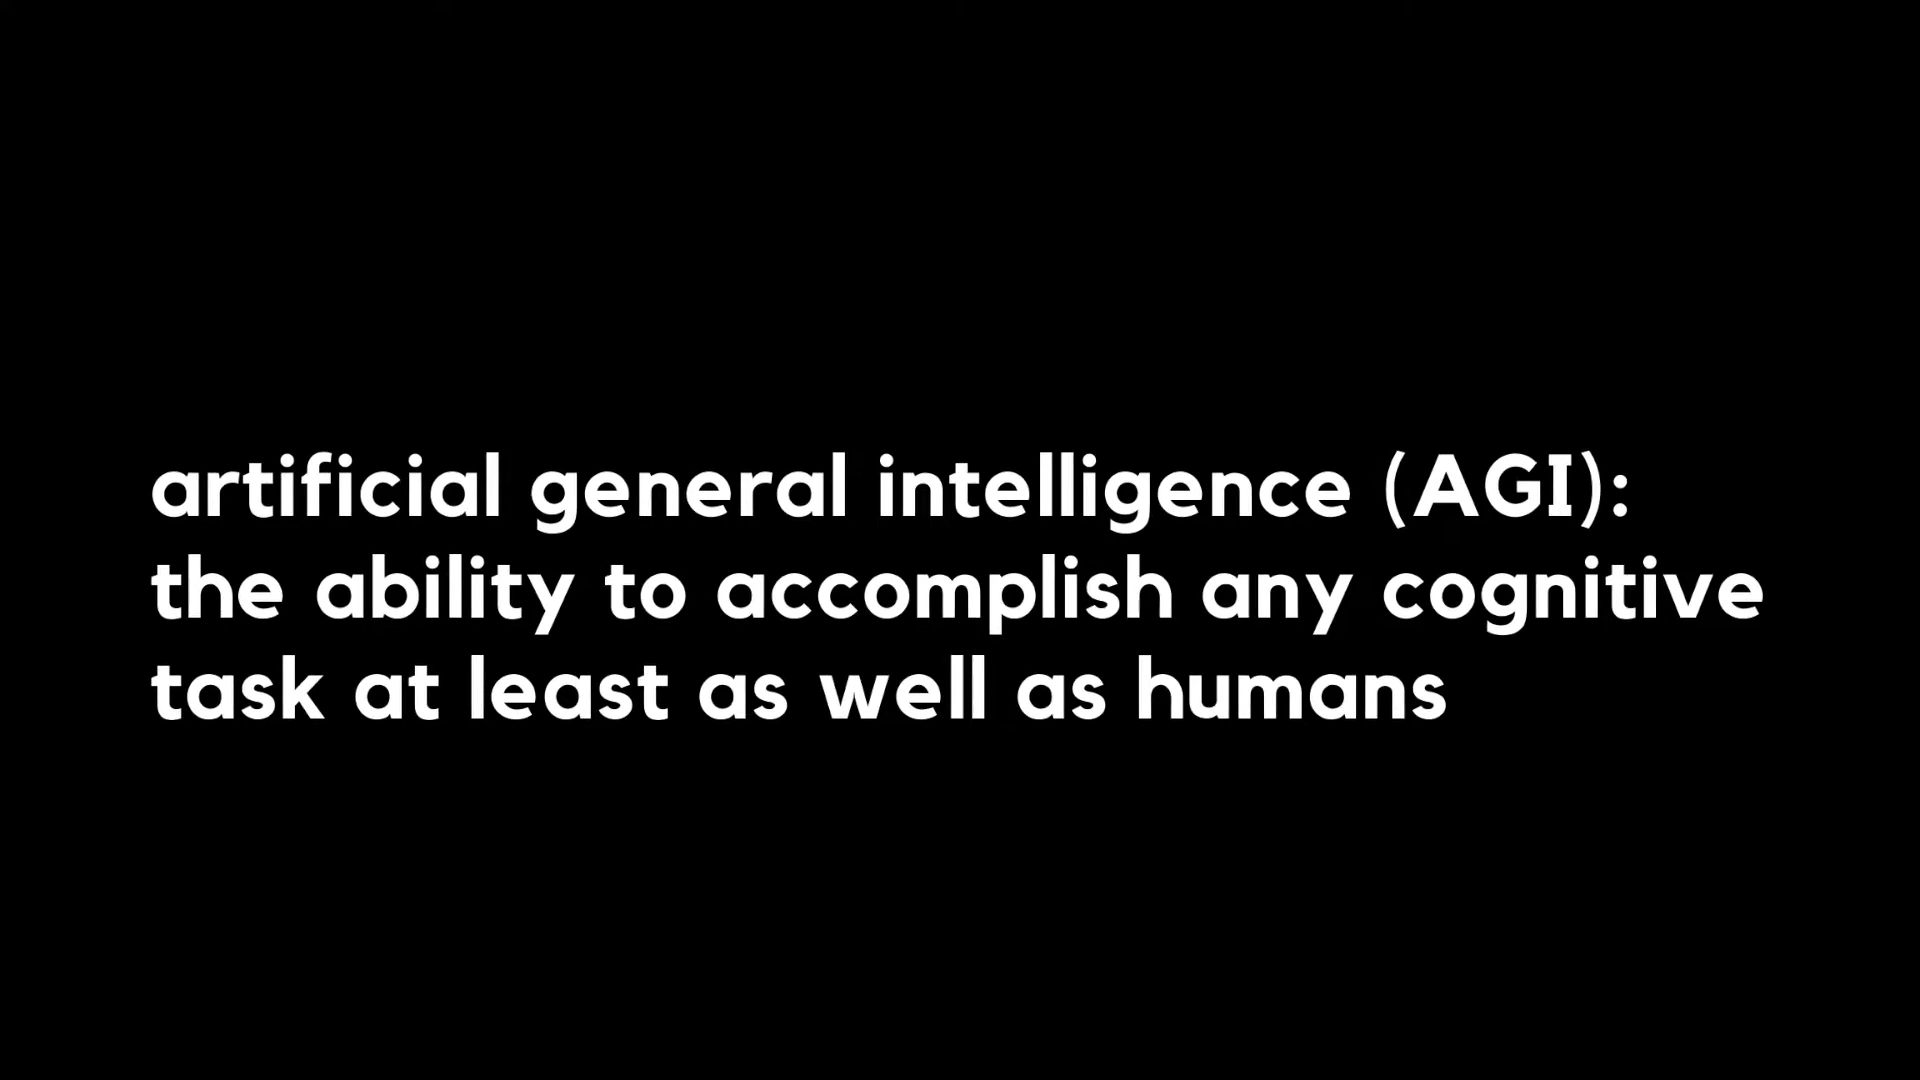 artificial general intelligence (AGI):
the ability to accomplish any cognitive
task at least as well as humans